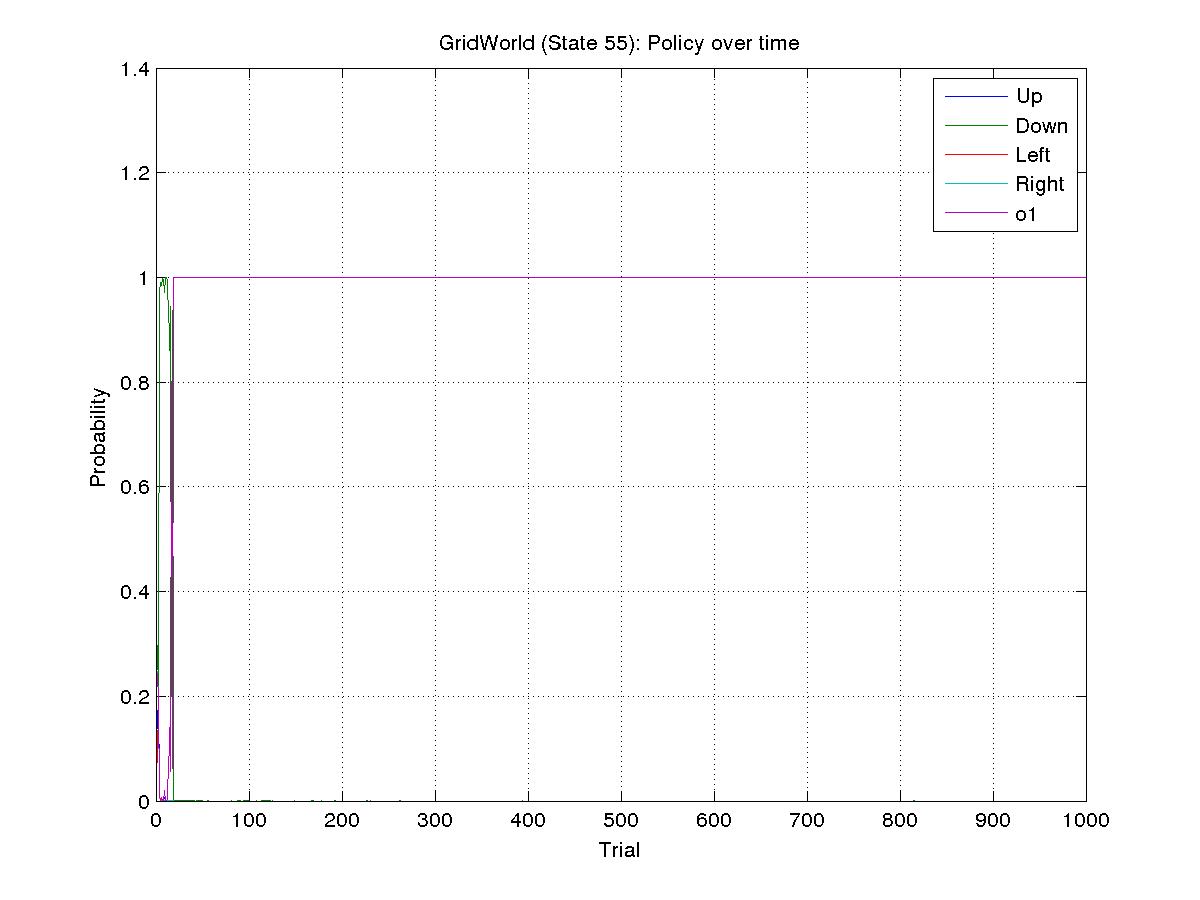 GridWorld (State 55): Policy over time
1.4
1.2
1
0.8
0.6
0.4
0.2
0
Probability
Up
Down
Left
Right
o1
0 100 200 300 400 500 600 700 800 900 1000
Trial